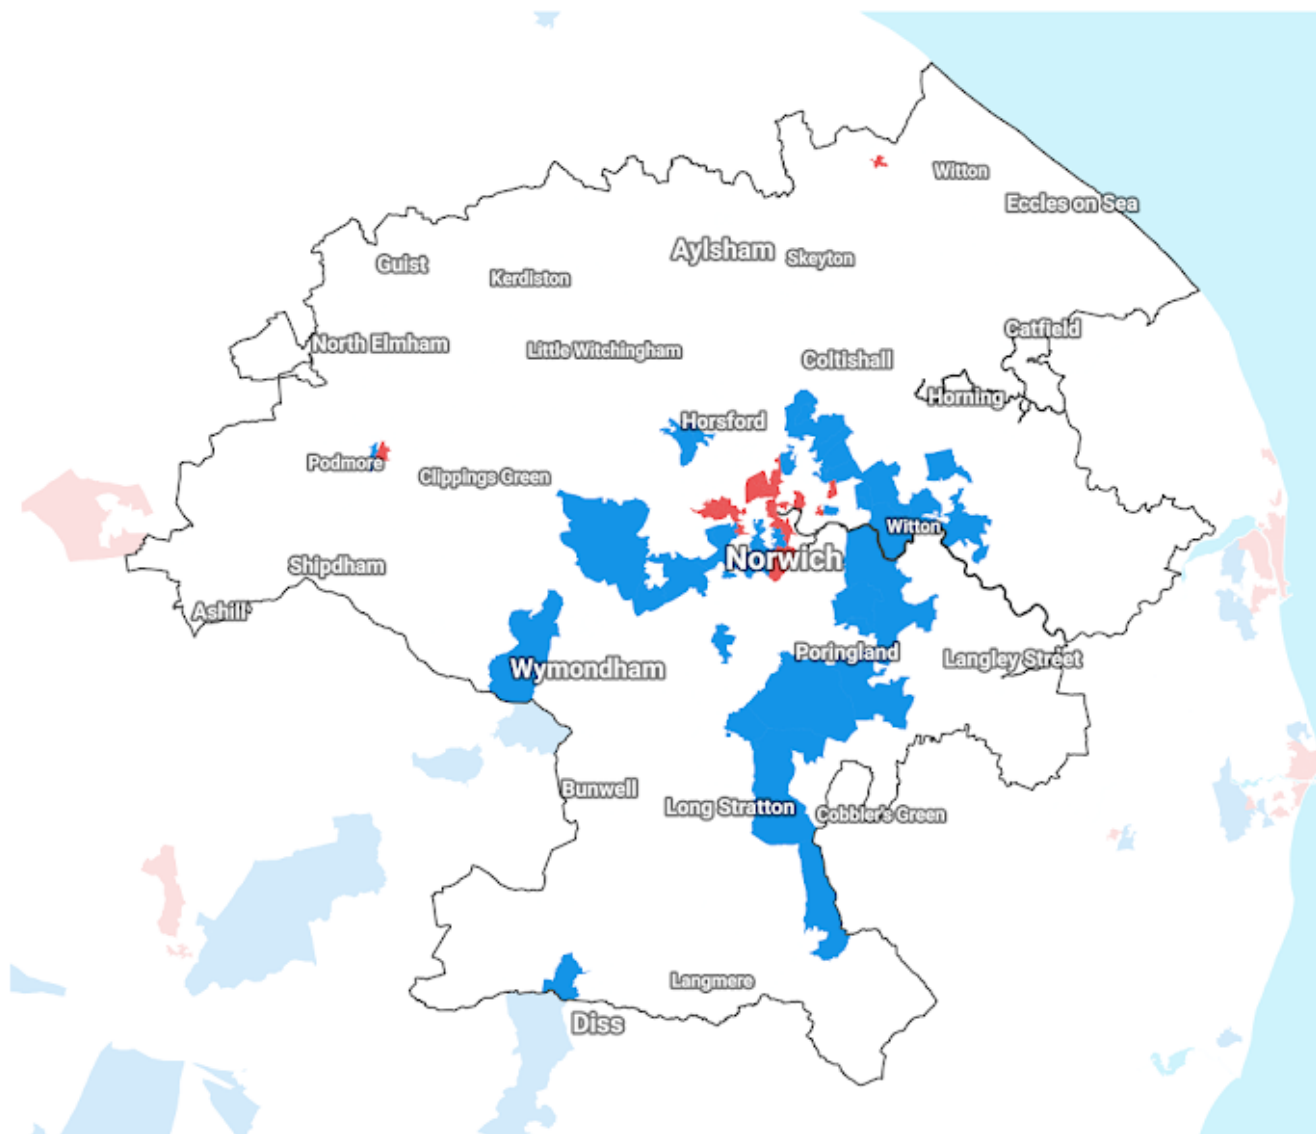 Witton
Eccles on Sea
Aylsham
Skeyton
Guist
Kerdiston
Catfield
North Elmham
Little Witchingham
Coltishall
Horning
Horsford
Podmore
Clippings Green
Witton
Norwich
Shipdham
Ashill
Poringland
Langley Street
Wymondham
Bunwell
Long Stratton
Cobbler's Green
Langmere
Diss